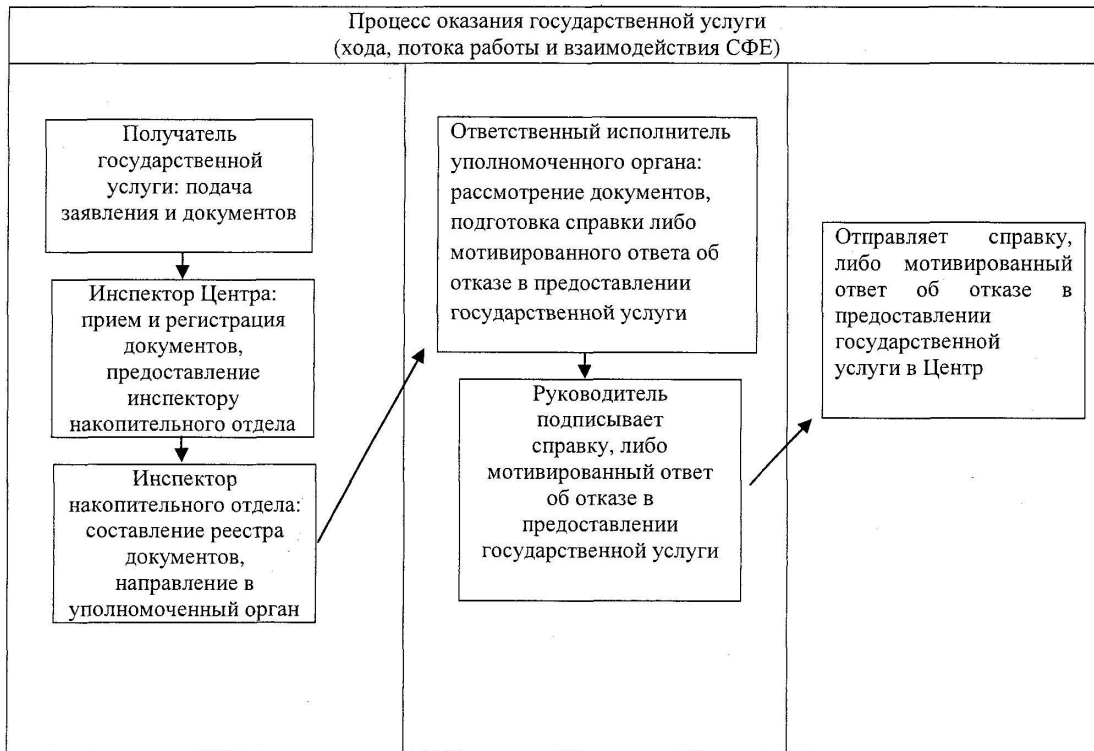 Процесс оказания государственной услуги
(хода, потока работы и взаимодействия СФЕ)
Получатель
государственной
услуги: подача
заявления и документов
Инспектор Центра:
прием и регистрация
документов,
предоставление
инспектору
накопительного отдела
Инспектор
накопительного отдела:
составление реестра
документов,
направление в
уполномоченный орган
Ответственный исполнитель
уполномоченного органа:
рассмотрение документов,
подготовка справки либо
мотивированного ответа об
отказе в предоставлении
государственной услуги
Руководитель
подписывает
справку, либо
мотивированный ответ
об отказе в
предоставлении
государственной услуги
Отправляет справку,
либо мотивированный
ответ об отказе в
предоставлении
государственной
услуги в Центр